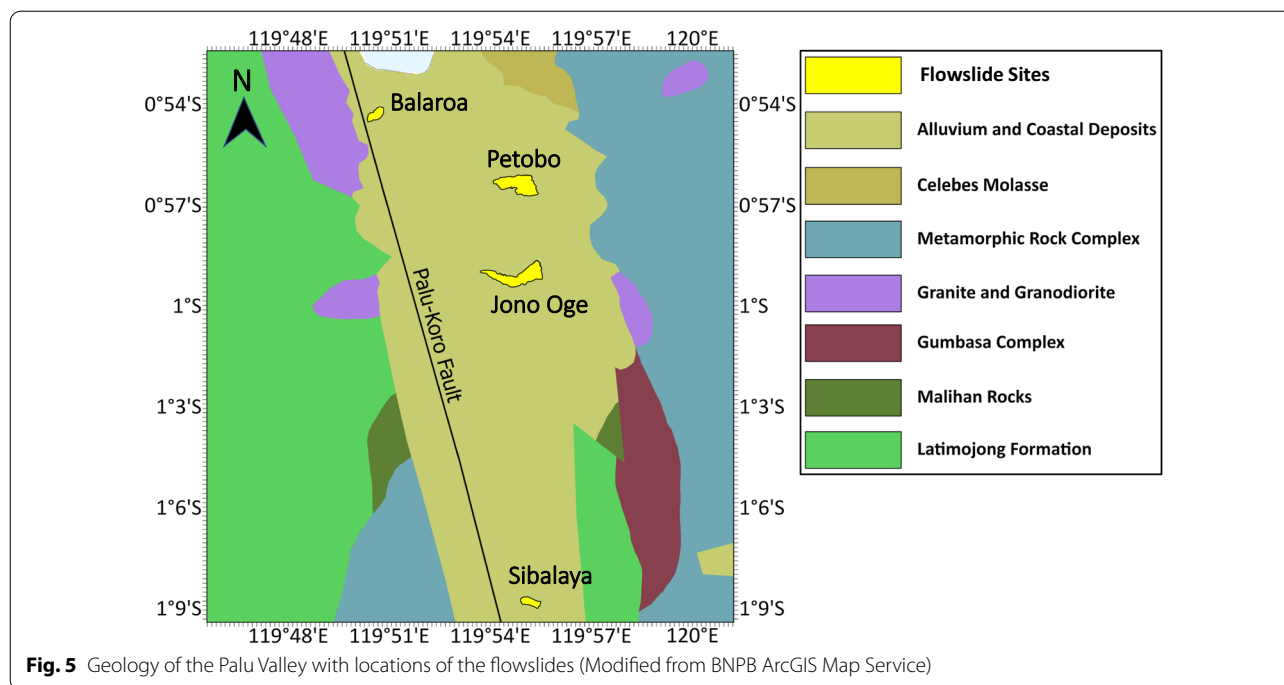 119°48'E 119°51'E 119°54'E 119°57'E 120°E
N
0°54'S
0°57'S
1°S
1°3'S
1°6'S
1°9'S
Balaroa
Petobo
Jono Oge
Palu-Koro Fault
Sibalaya
0°54'S
0°57'S
1°S
1°3'S
1°6'S
1°9'S
119°48'E 119°51'E 119°54'E 119°57'E 120°E
Flowslide Sites
Alluvium and Coastal Deposits
Celebes Molasse
Metamorphic Rock Complex
Granite and Granodiorite
Gumbasa Complex
Malihan Rocks
Latimojong Formation
Fig. 5 Geology of the Palu Valley with locations of the flowslides (Modified from BNPB ArcGIS Map Service)